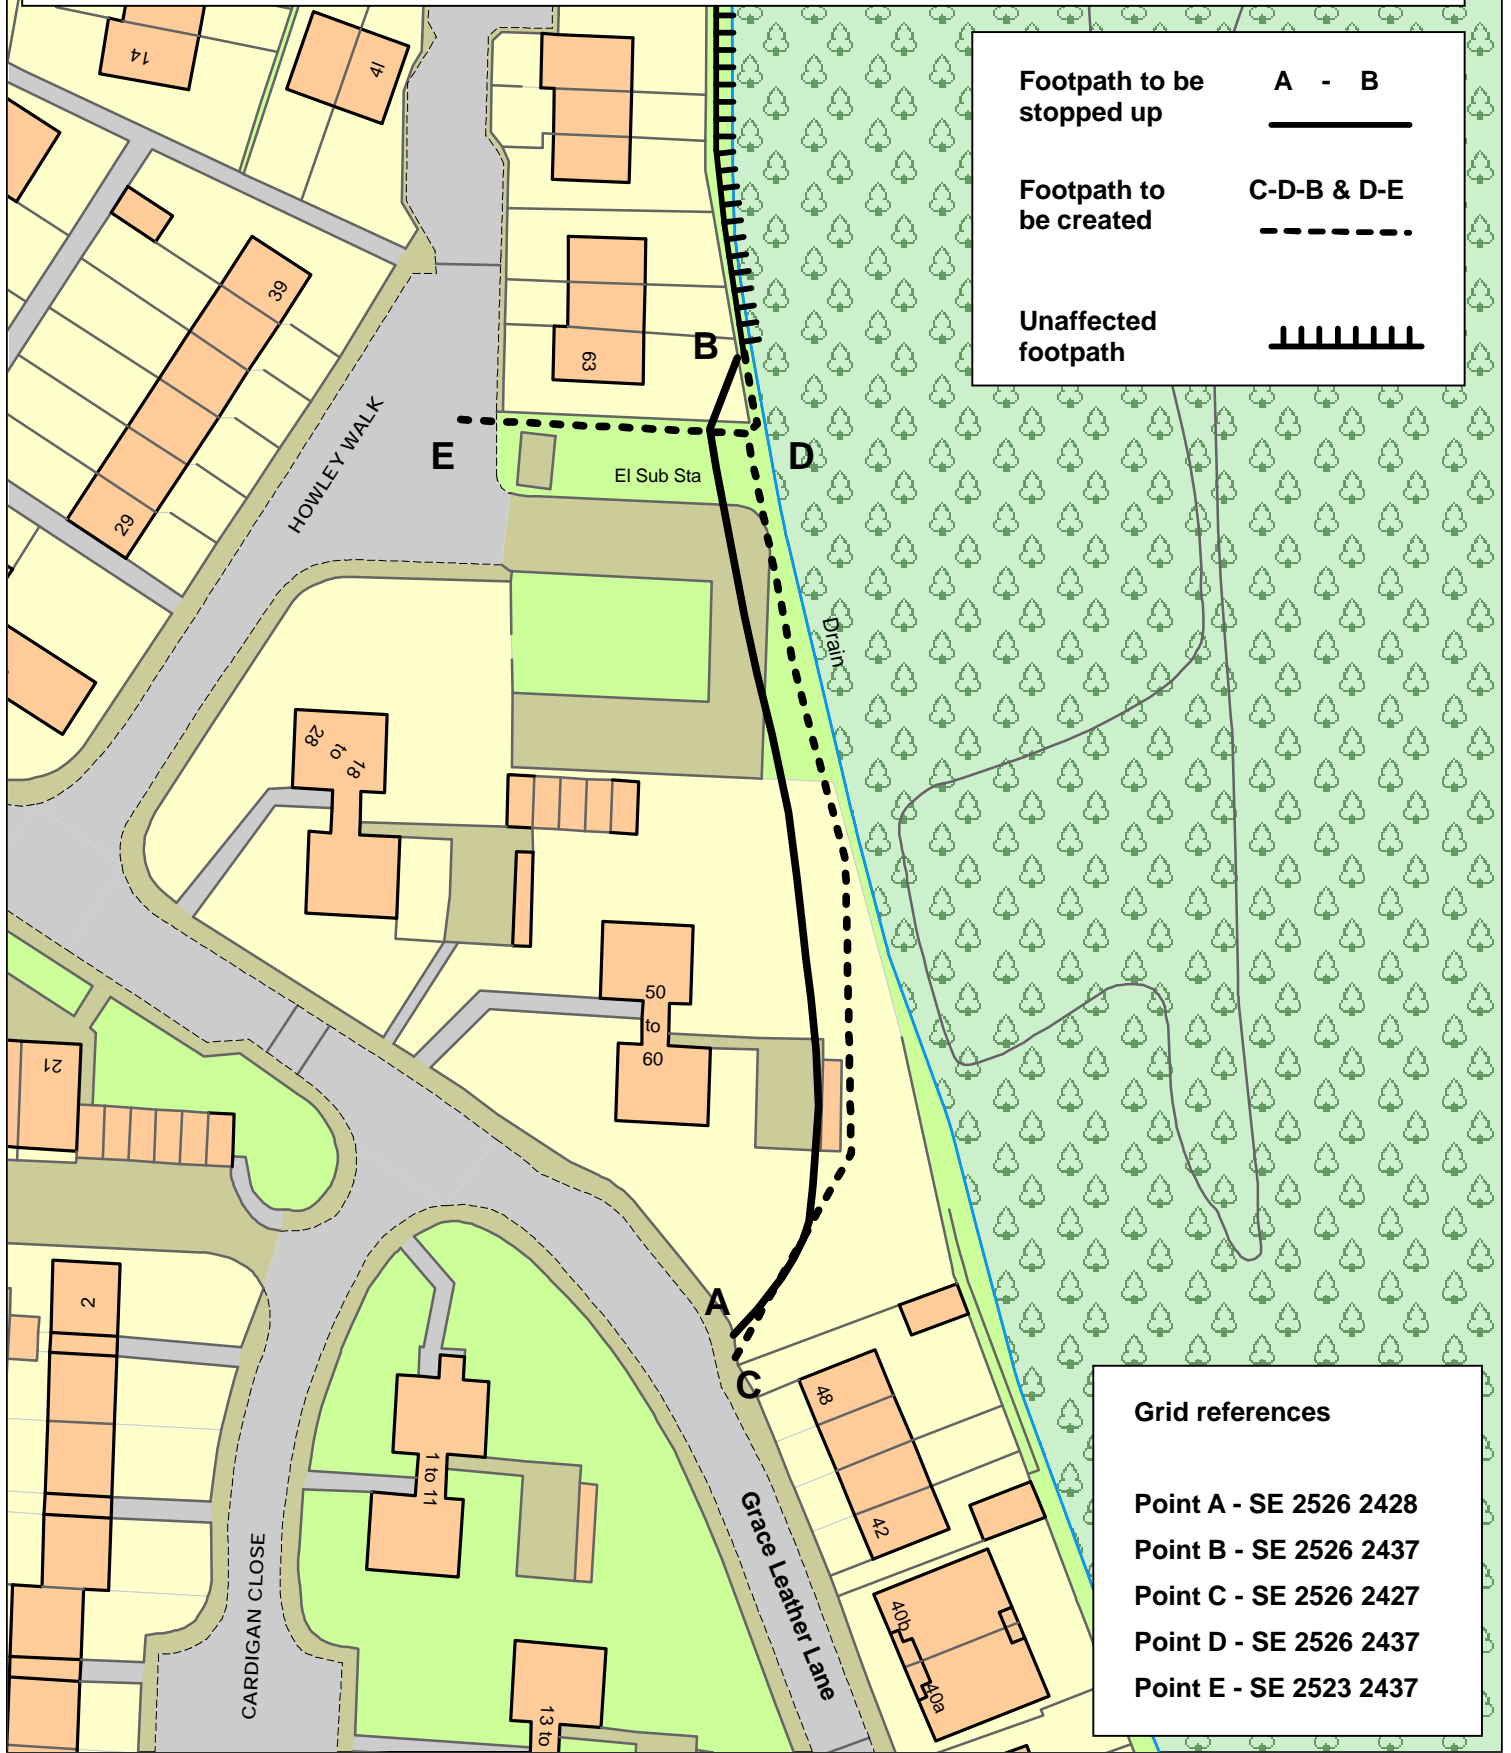 Footpath to be
stopped up
A - B
Footpath to
be created
C-D-B & D-E
Unaffected
footpath
14
41
39
29
HOWLEY WALK
63
B
E
D
El Sub Sta
Drain
28
to
18
50
to
60
21
2
A
C
48
42
1 to 11
Grace Leather Lane
CARDIGAN CLOSE
40b
40a
13 to
Grid references
Point A - SE 2526 2428
Point B - SE 2526 2437
Point C - SE 2526 2427
Point D - SE 2526 2437
Point E - SE 2523 2437